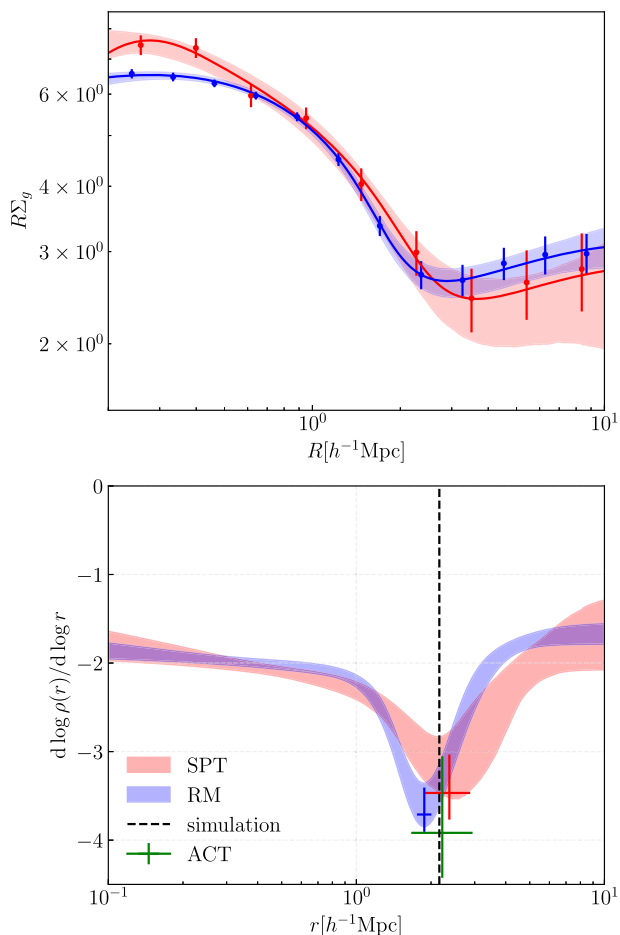 6 × 10⁰
4 × 10⁰
3 × 10⁰
2 × 10⁰
RΣg
10⁰
10¹
R[h⁻¹Mpc]
0
−1
−2
−3
−4
d log ρ(r)/d log r
SPT
RM
simulation
ACT
10⁻¹
10⁰
10¹
r[h⁻¹Mpc]